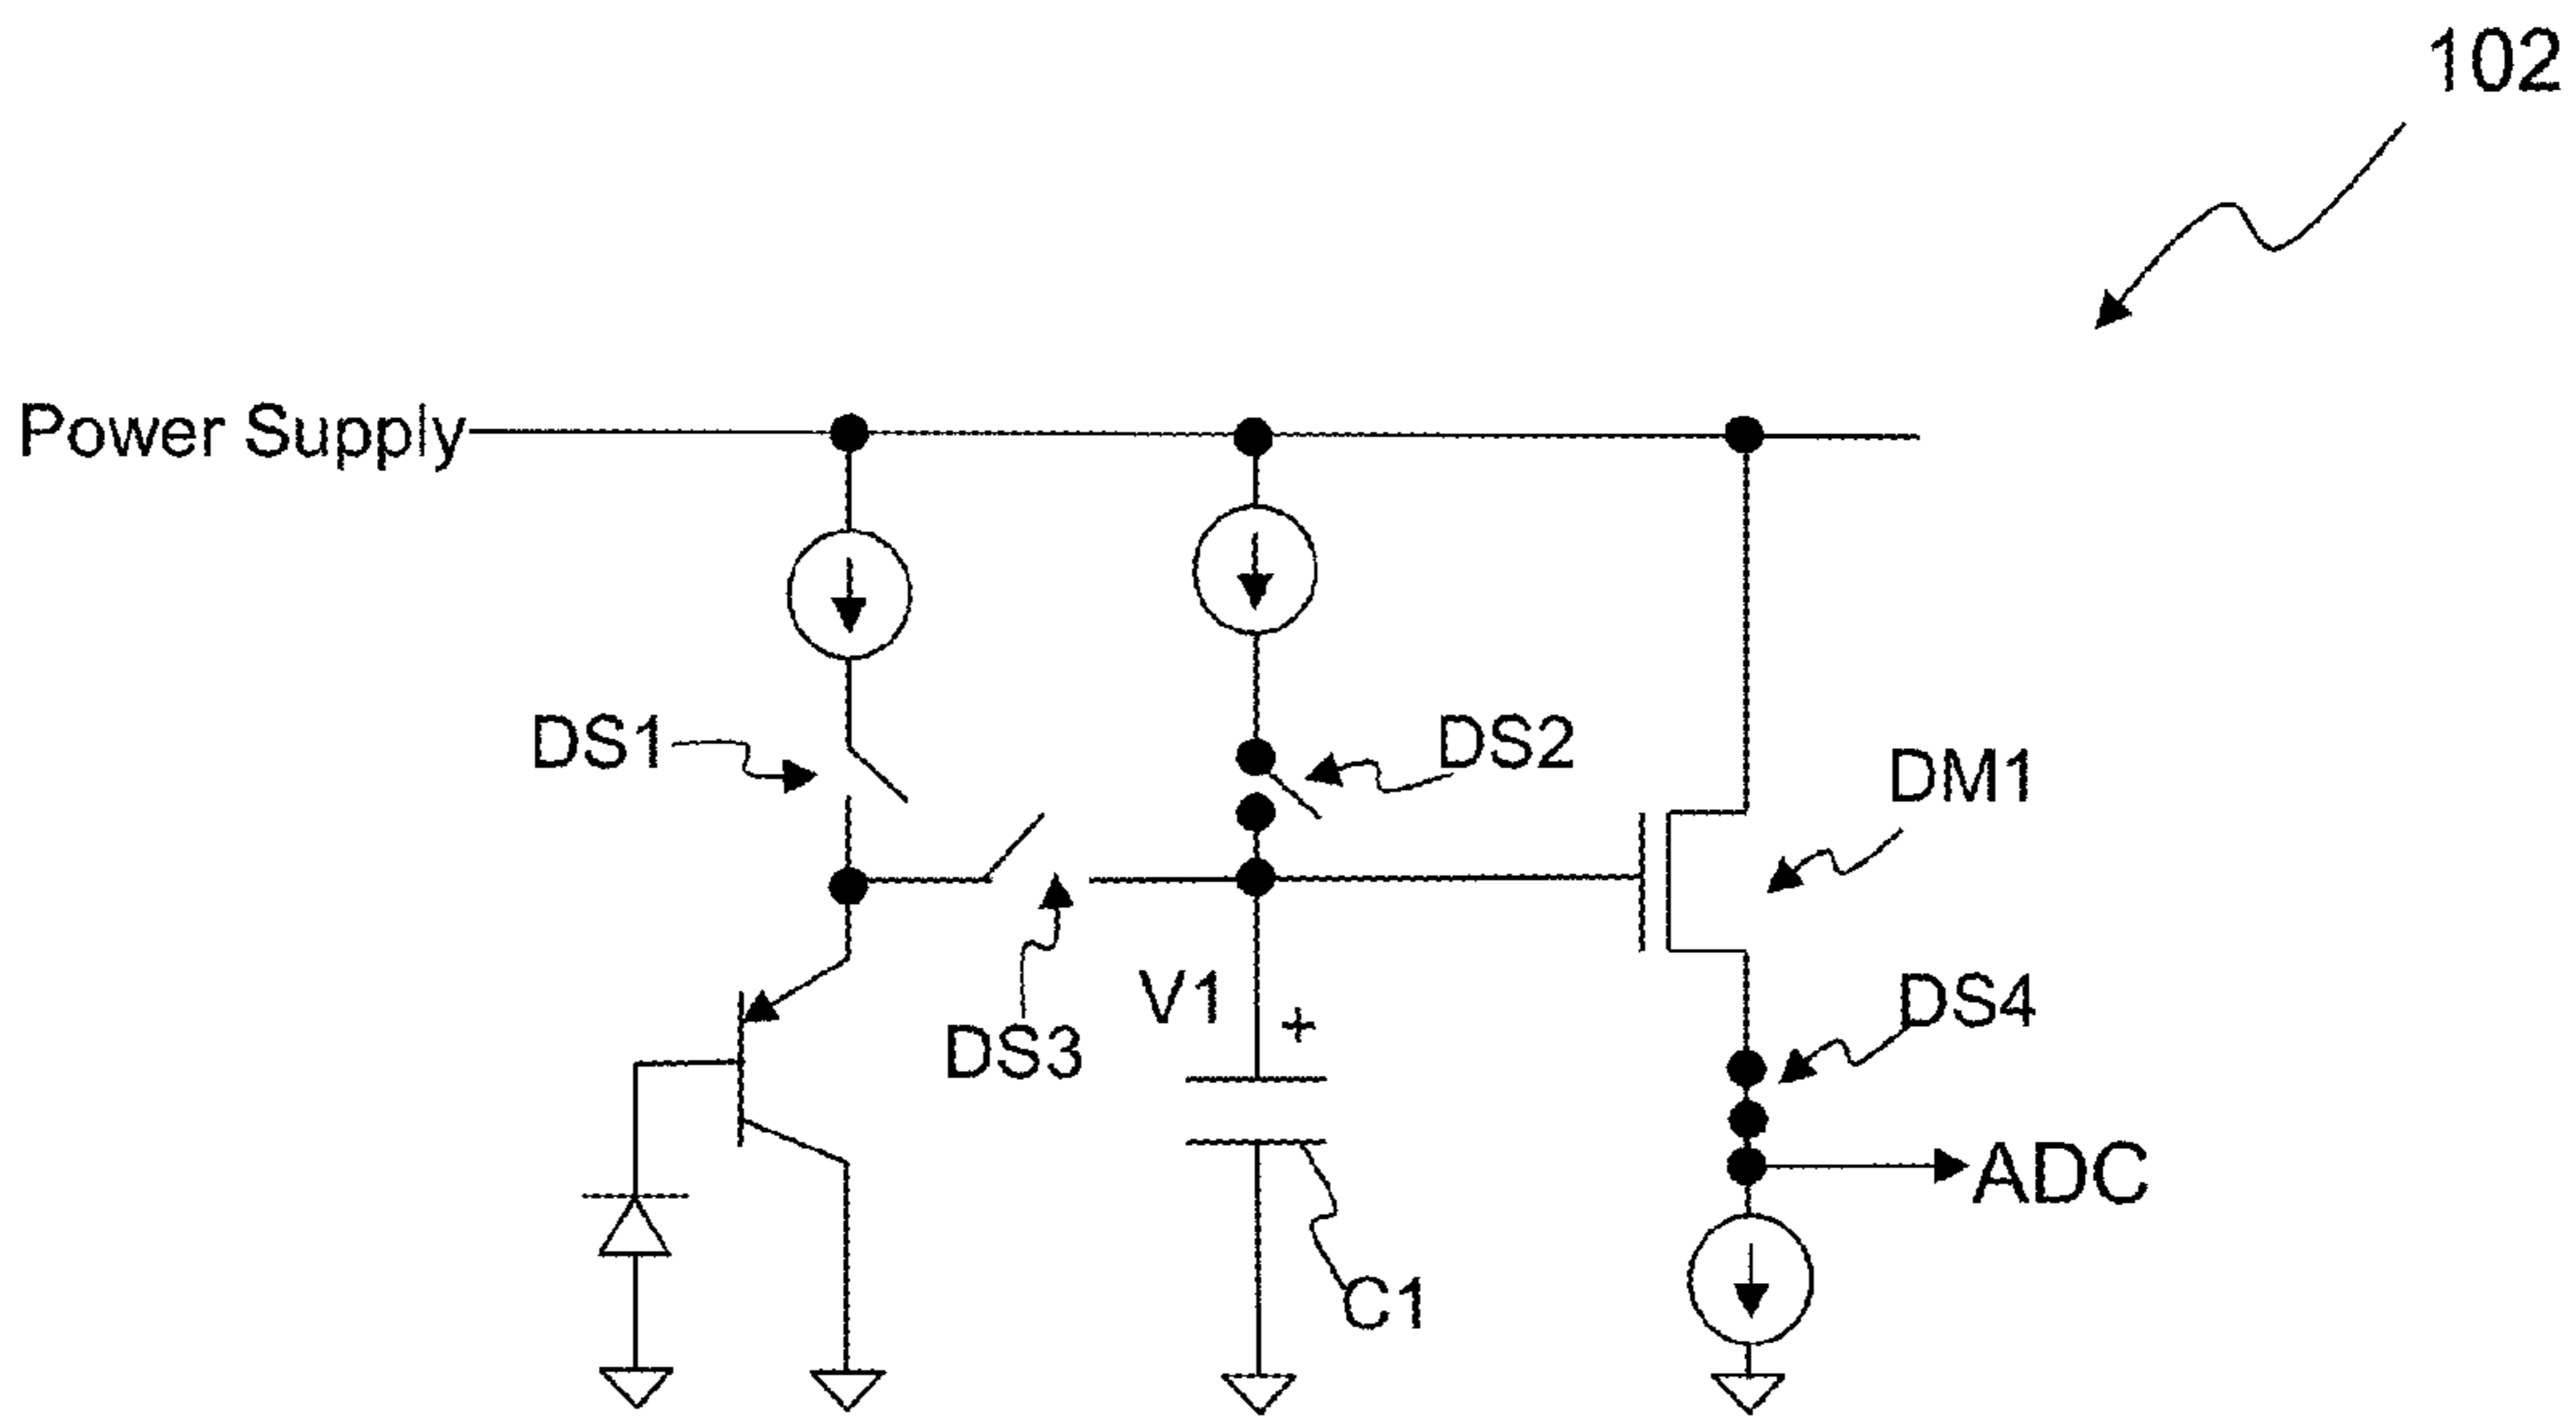 102
Power Supply
DS1
DS2
DM1
V1
+
DS4
DS3
ADC
C1